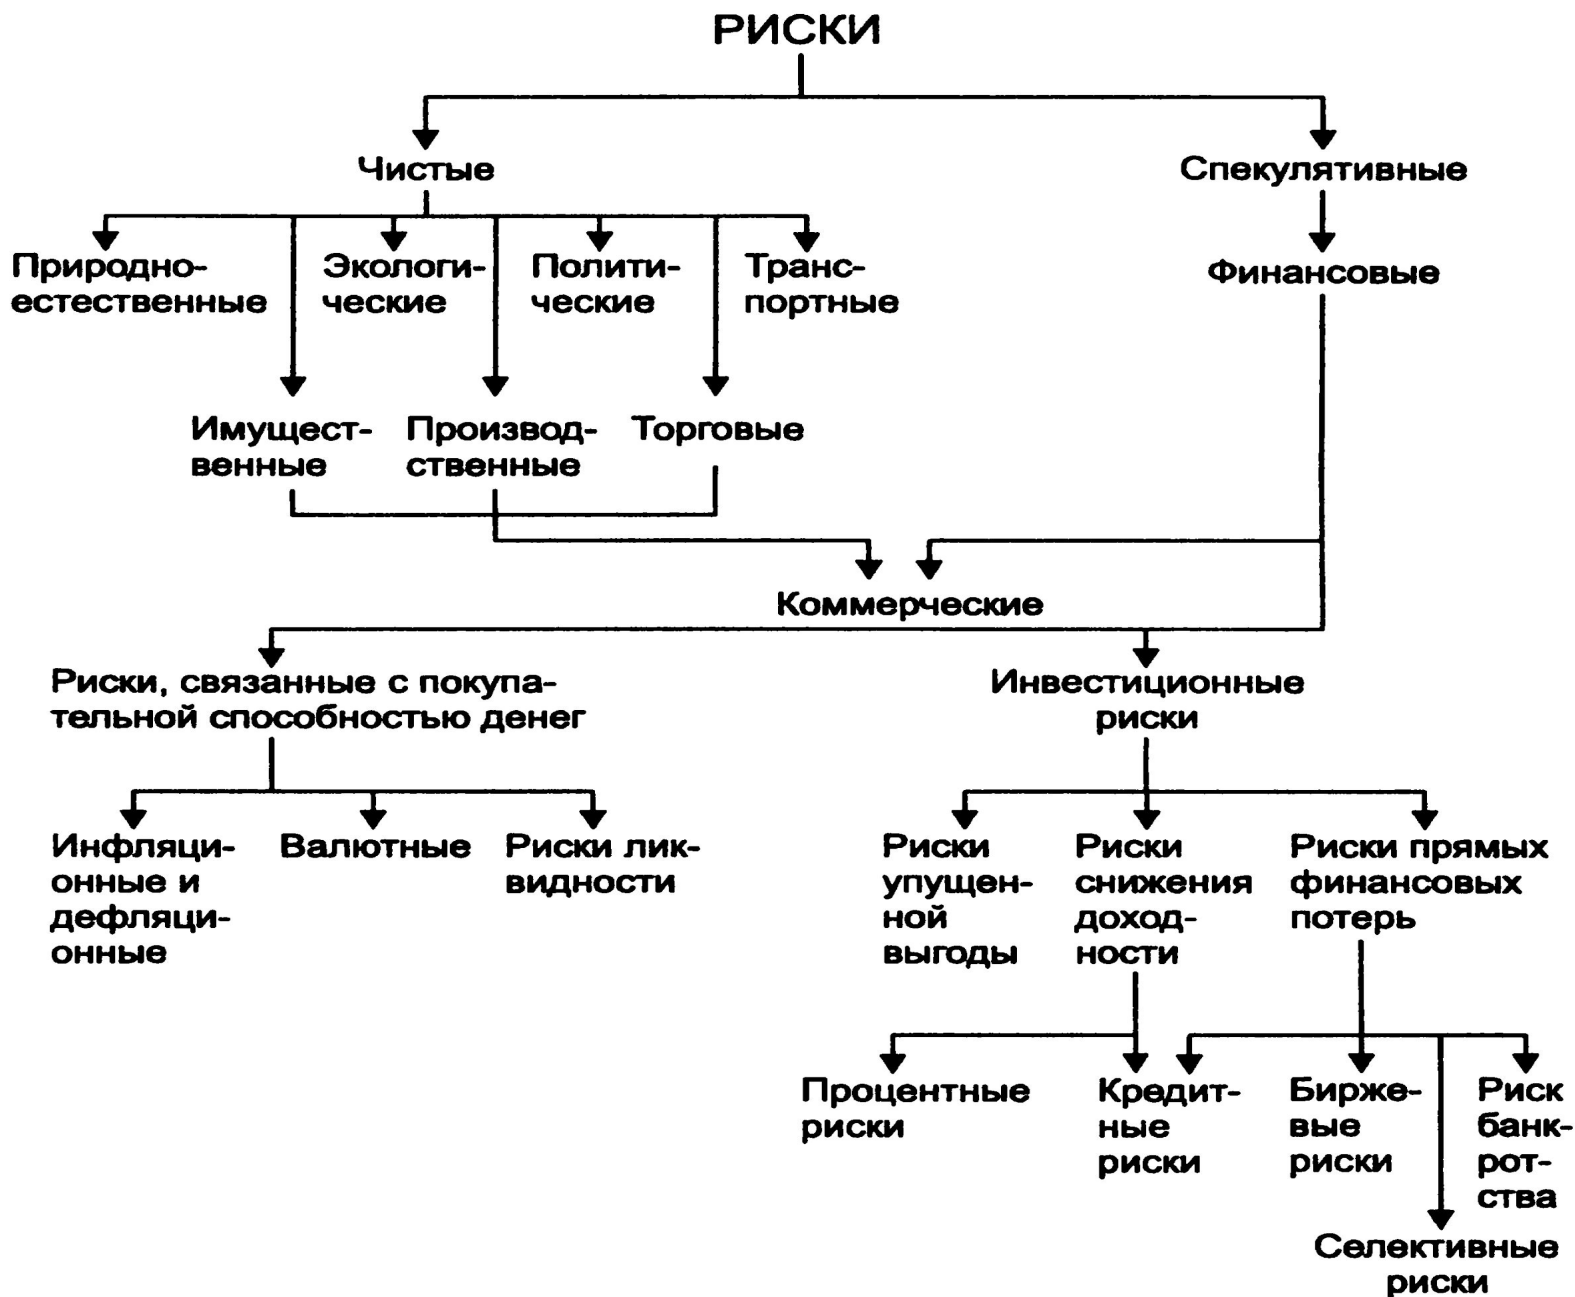 РИСКИ
Чистые
Спекулятивные
Природно-
естественные
Экологи-
ческие
Полити-
ческие
Транс-
портные
Финансовые
Имущест-
венные
Производ-
ственные
Торговые
Коммерческие
Риски, связанные с покупа-
тельной способностью денег
Инвестиционные
риски
Инфляци-
онные и
дефляци-
онные
Валютные
Риски лик-
видности
Риски
упущен-
ной
выгоды
Риски
снижения
доход-
ности
Риски прямых
финансовых
потерь
Процентные
риски
Кредит-
ные
риски
Бирже-
вые
риски
Риск
банк-
рот-
ства
Селективные
риски